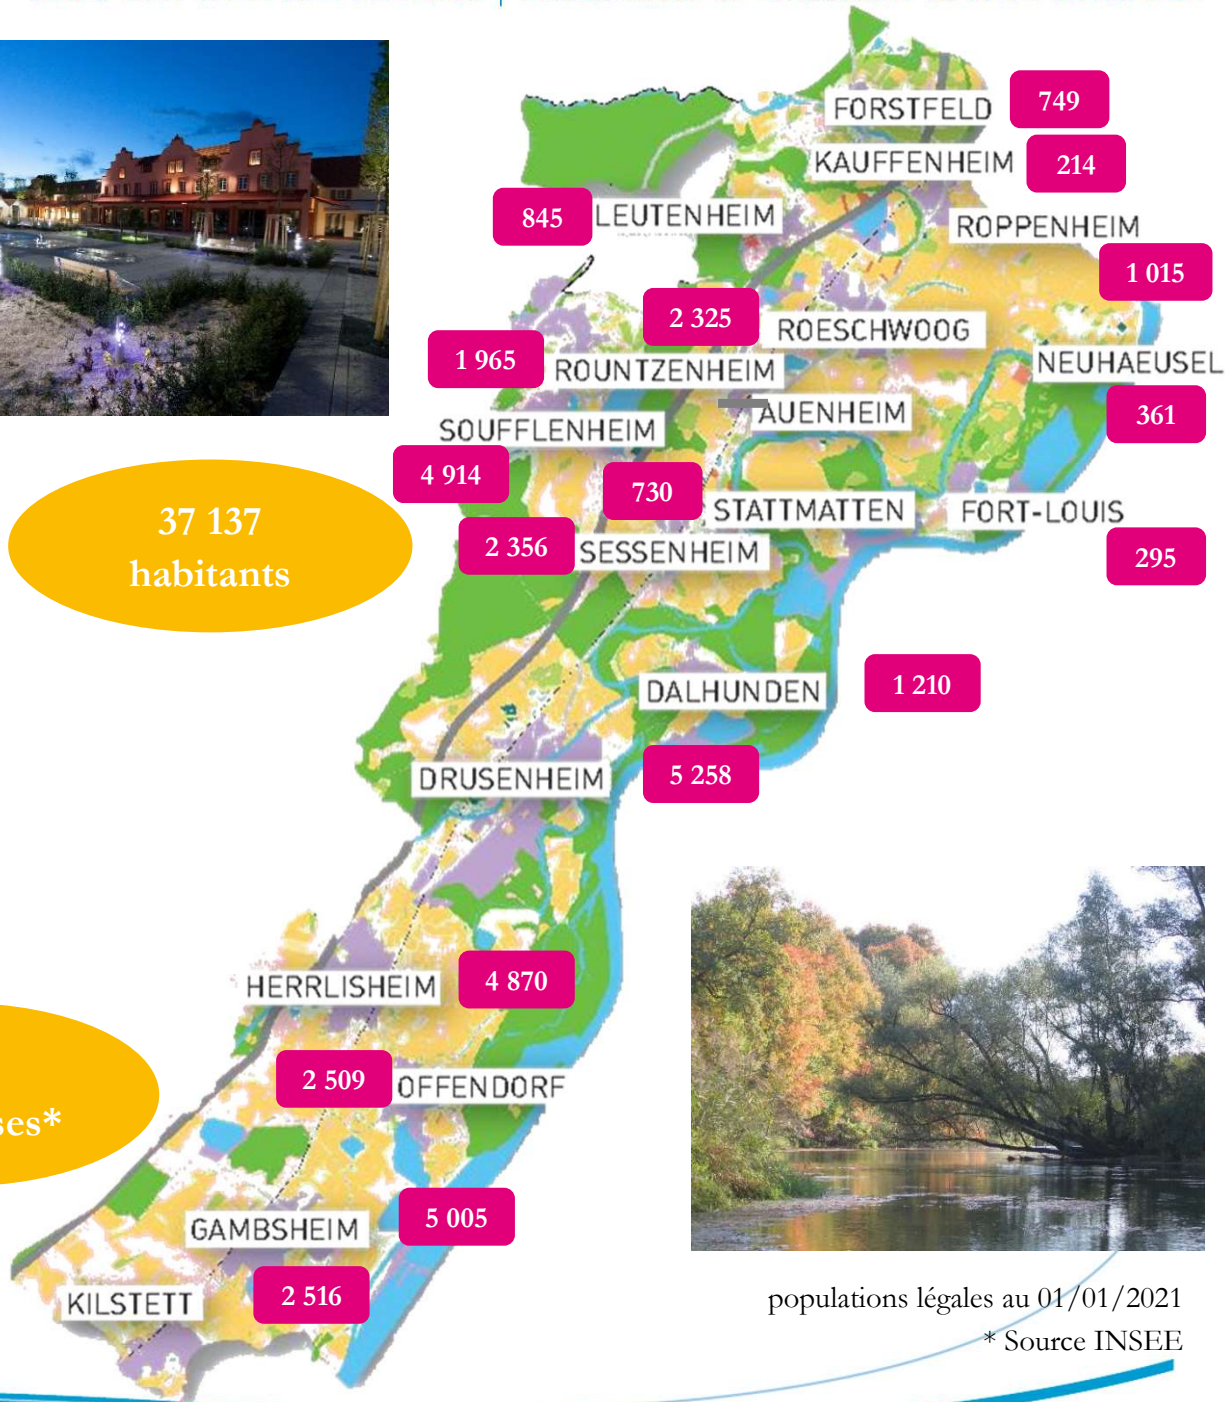 FORSTFELD 749
KAUFFENHEIM 214
845 LEUTENHEIM
ROPPENHEIM
1 015
2 325
ROESCHWOOG
1 965
ROUNTZENHEIM
NEUHAEUSEL
361
AUENHEIM
SOUFFLENHEIM
4 914
730
STATTMATTEN
FORT-LOUIS
295
2 356
SESSENHEIM
37 137
habitants
DALHUNDEN
1 210
DRUSENHEIM
5 258
HERRLISHEIM
4 870
2 509
OFFENDORF
ses*
GAMBSHEIM
5 005
KILSTETT
2 516
populations légales au 01/01/2021
* Source INSEE